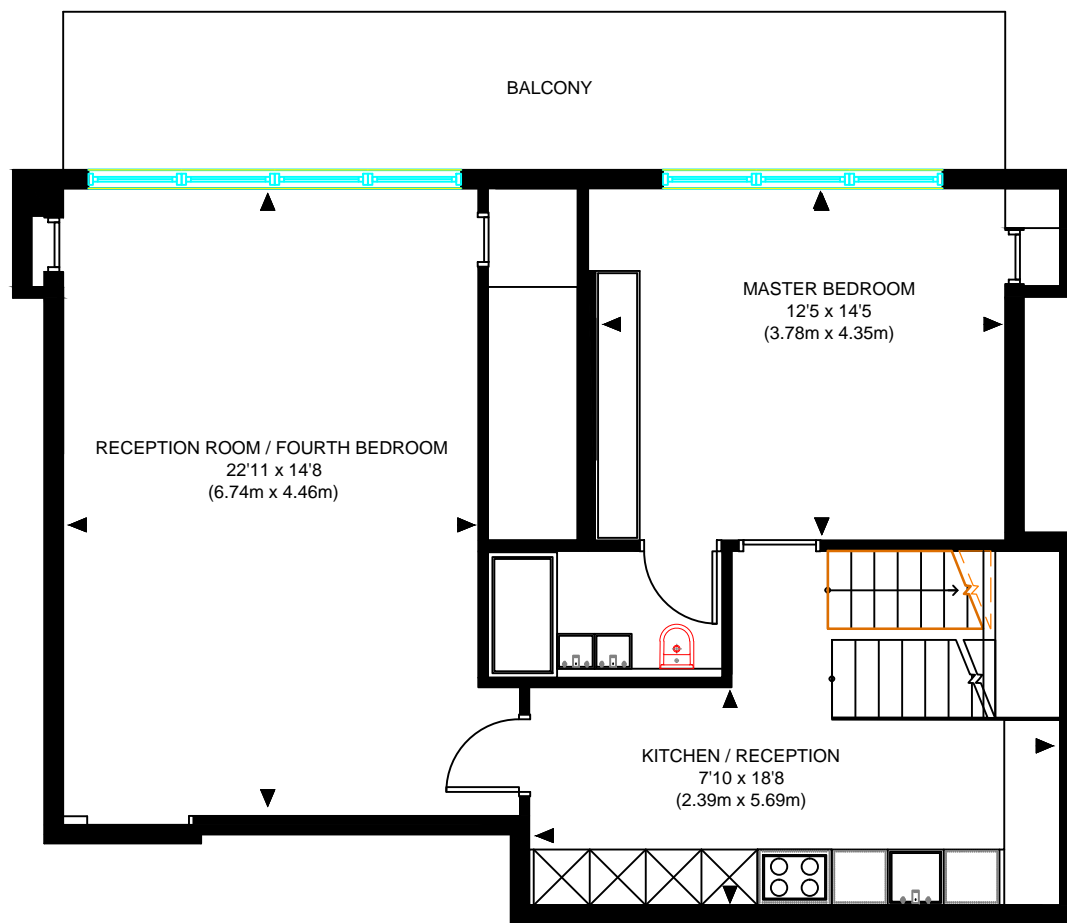 BALCONY
MASTER BEDROOM
12'5 x 14'5
(3.78m x 4.35m)
RECEPTION ROOM / FOURTH BEDROOM
22'11 x 14'8
(6.74m x 4.46m)
KITCHEN / RECEPTION
7'10 x 18'8
(2.39m x 5.69m)